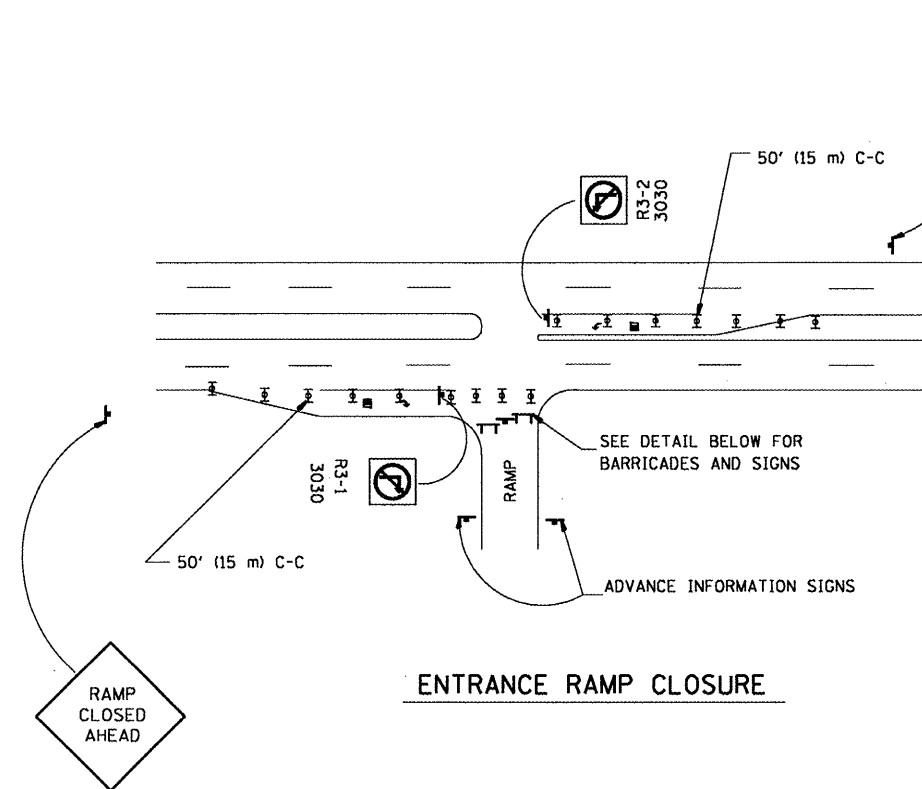 50' (15 m) C-C
R3-2
3030
SEE DETAIL BELOW FOR
BARRICADES AND SIGNS
RAMP
R3-1
3030
50' (15 m) C-C
ADVANCE INFORMATION SIGNS
ENTRANCE RAMP CLOSURE
RAMP
CLOSED
AHEAD